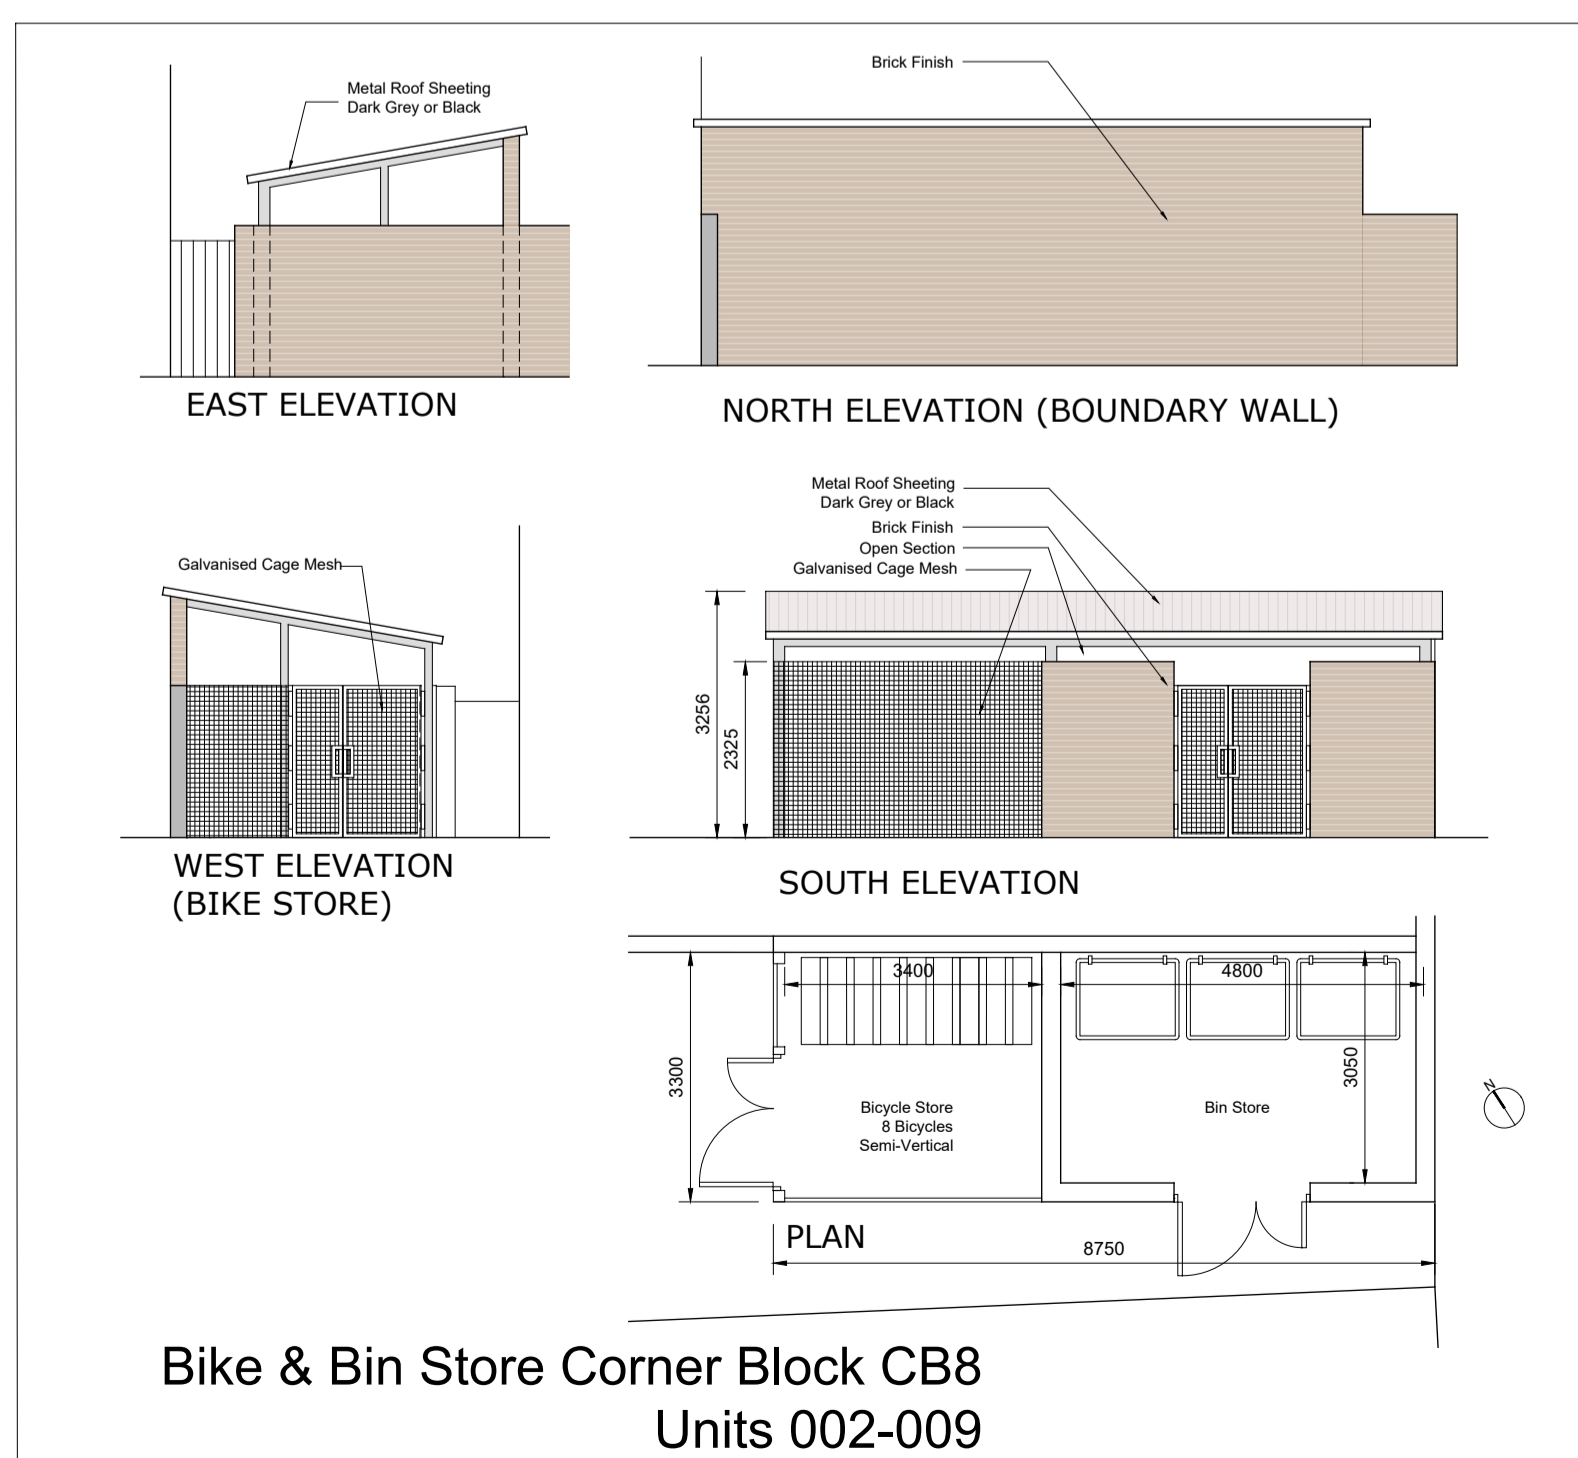 Metal Roof Sheeting
Dark Grey or Black
EAST ELEVATION
Brick Finish
NORTH ELEVATION (BOUNDARY WALL)
Galvanised Cage Mesh
WEST ELEVATION
(BIKE STORE)
Metal Roof Sheeting
Dark Grey or Black
Brick Finish
Open Section
Galvanised Cage Mesh
3256
2325
SOUTH ELEVATION
3400
4800
3300
3050
Bicycle Store
8 Bicycles
Semi-Vertical
Bin Store
N
PLAN
8750
Bike & Bin Store Corner Block CB8
Units 002-009